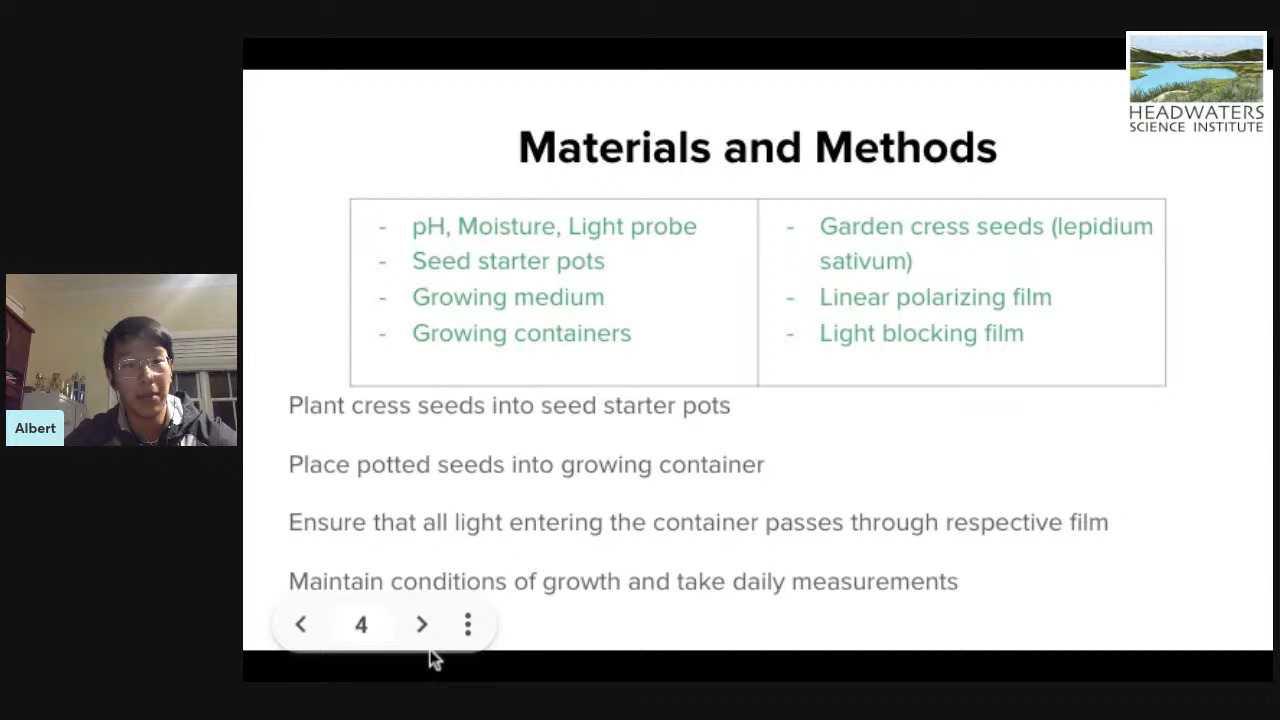 HEADWATERS
SCIENCE INSTITUTE
Materials and Methods
- pH, Moisture, Light probe
- Seed starter pots
- Growing medium
- Growing containers
- Garden cress seeds (lepidium
sativum)
- Linear polarizing film
- Light blocking film
Plant cress seeds into seed starter pots
Place potted seeds into growing container
Ensure that all light entering the container passes through respective film
Maintain conditions of growth and take daily measurements
4
Albert